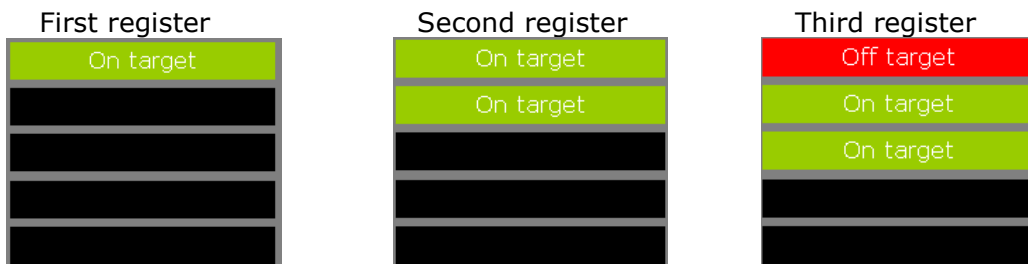 First register
On target
Second register
On target
On target
Third register
Off target
On target
On target